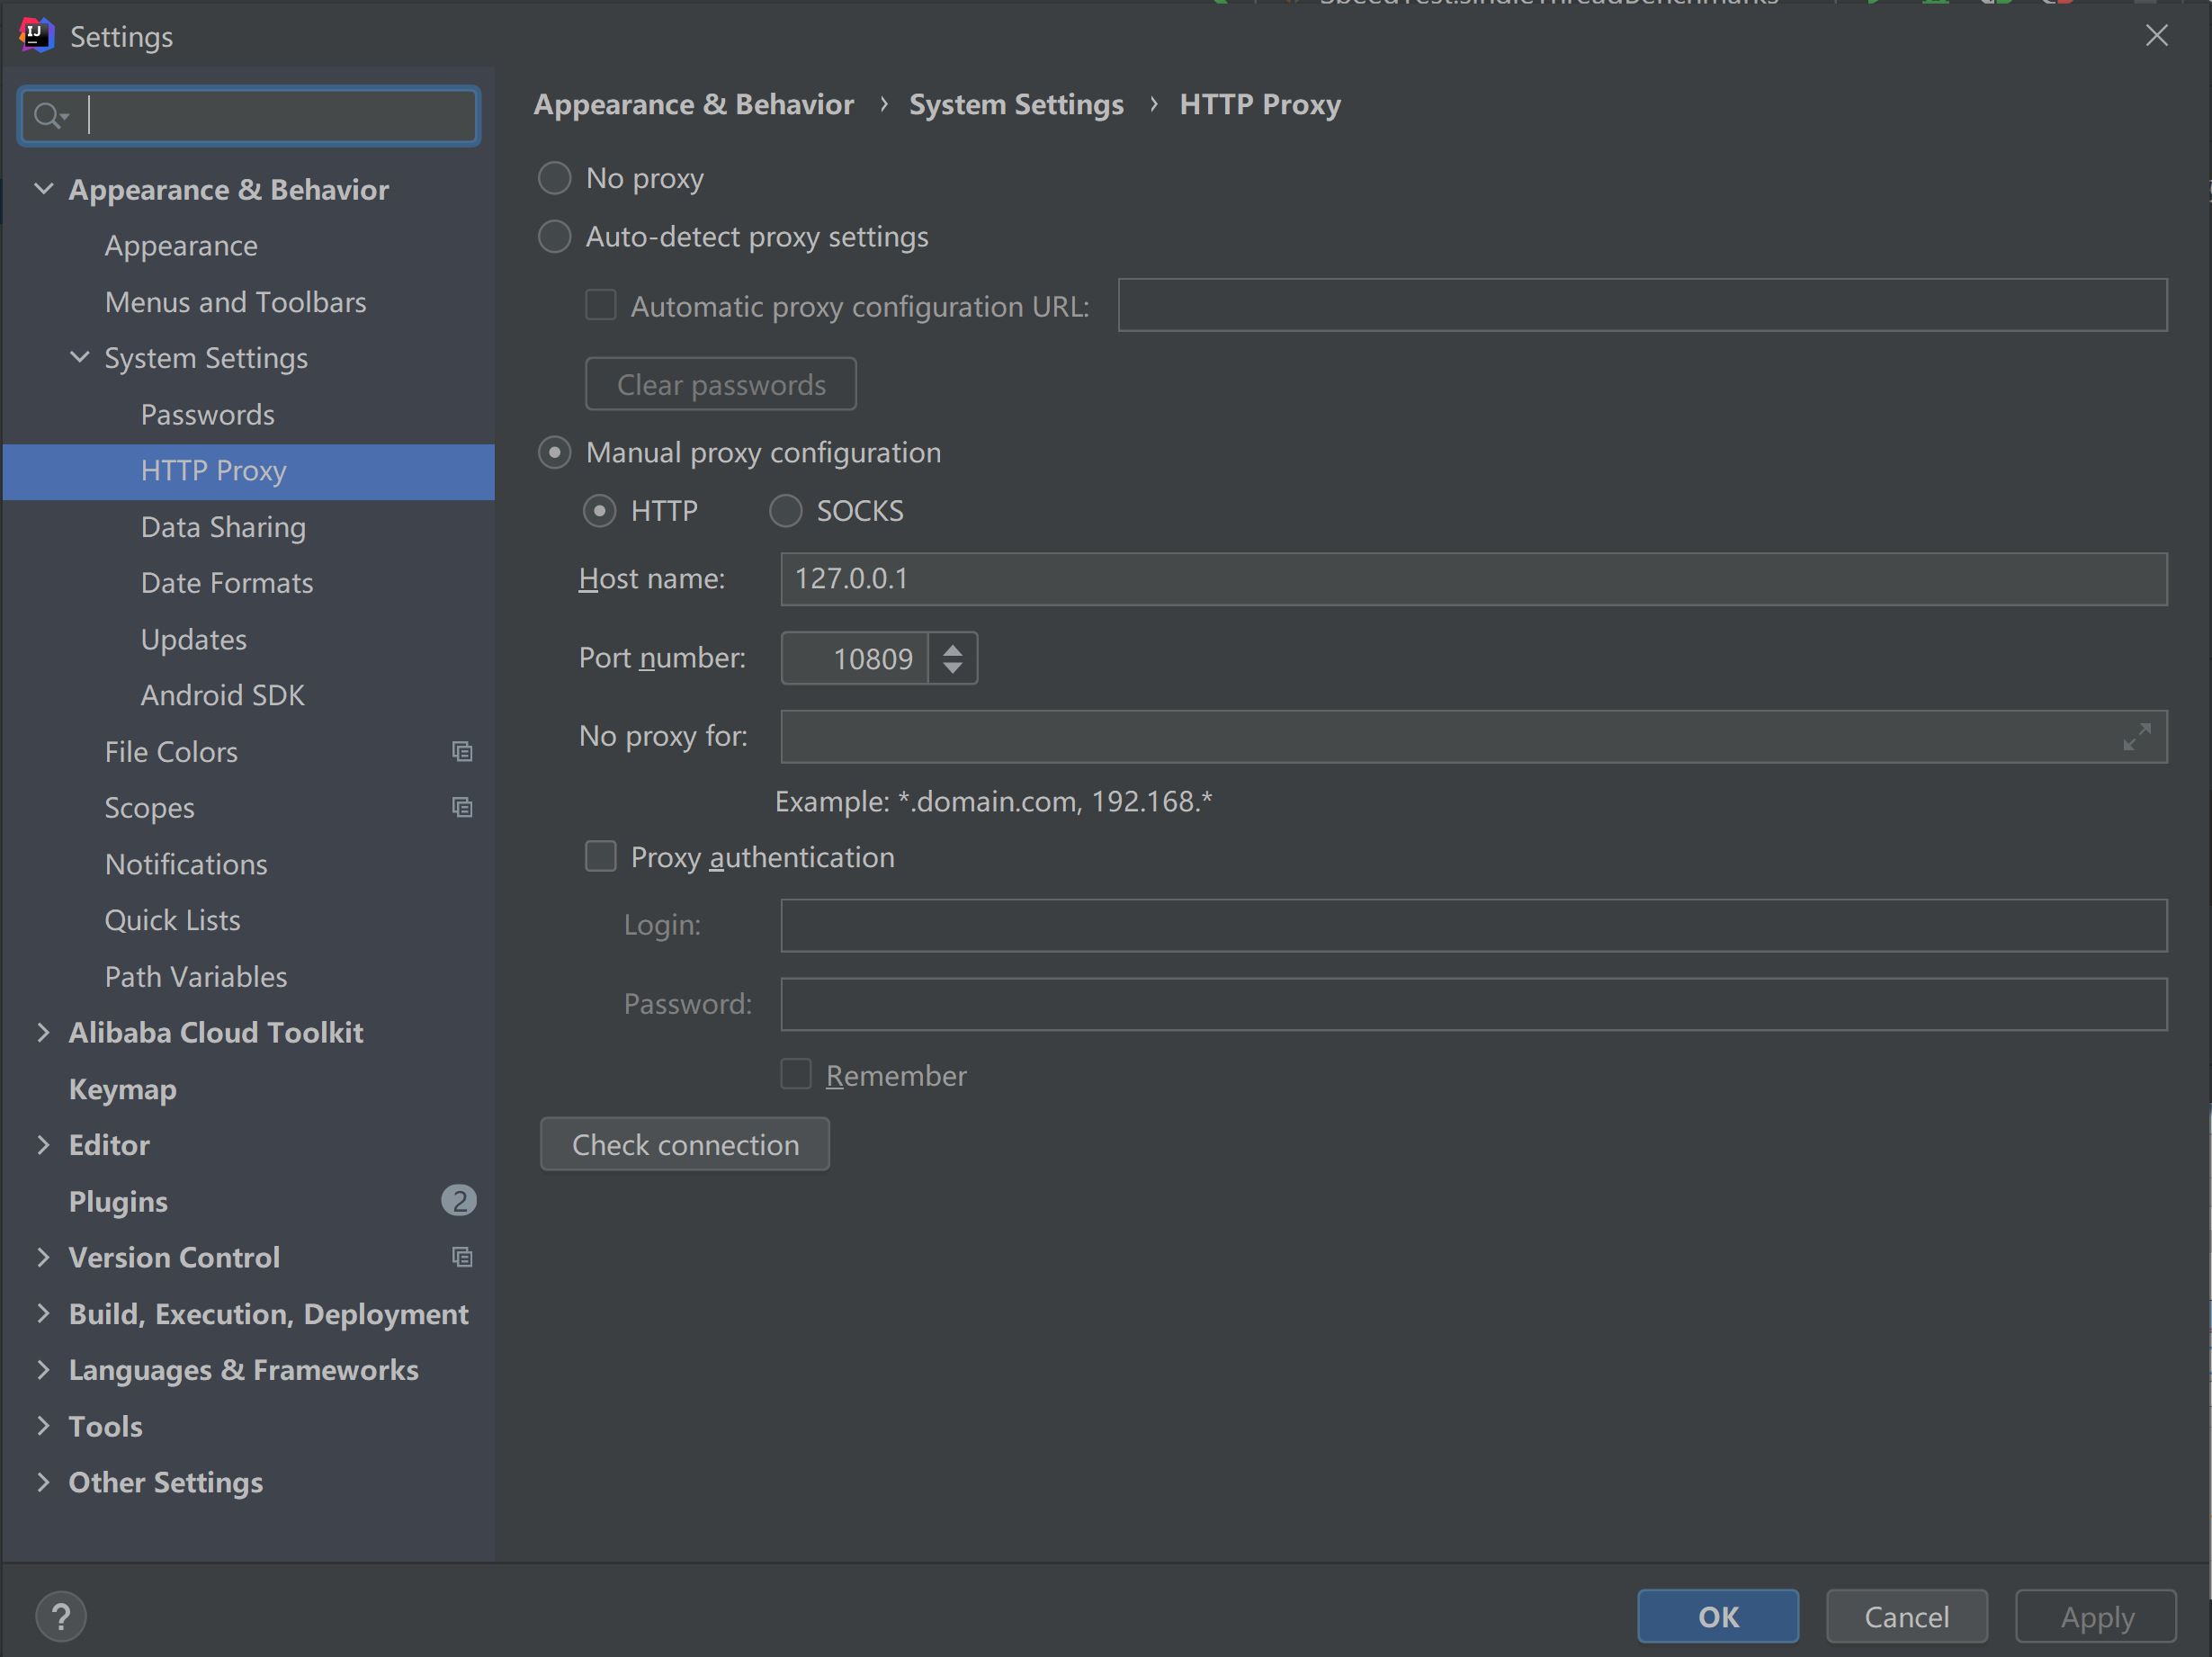 Settings
Appearance & Behavior
Appearance
Menus and Toolbars
System Settings
Passwords
HTTP Proxy
Data Sharing
Date Formats
Updates
Android SDK
File Colors
Scopes
Notifications
Quick Lists
Path Variables
Alibaba Cloud Toolkit
Keymap
Editor
Plugins 2
Version Control
Build, Execution, Deployment
Languages & Frameworks
Tools
Other Settings
Appearance & Behavior › System Settings › HTTP Proxy
No proxy
Auto-detect proxy settings
Automatic proxy configuration URL:
Clear passwords
Manual proxy configuration
HTTP SOCKS
Host name: 127.0.0.1
Port number: 10809
No proxy for:
Example: *.domain.com, 192.168.*
Proxy authentication
Login:
Password:
Remember
Check connection
? OK Cancel Apply